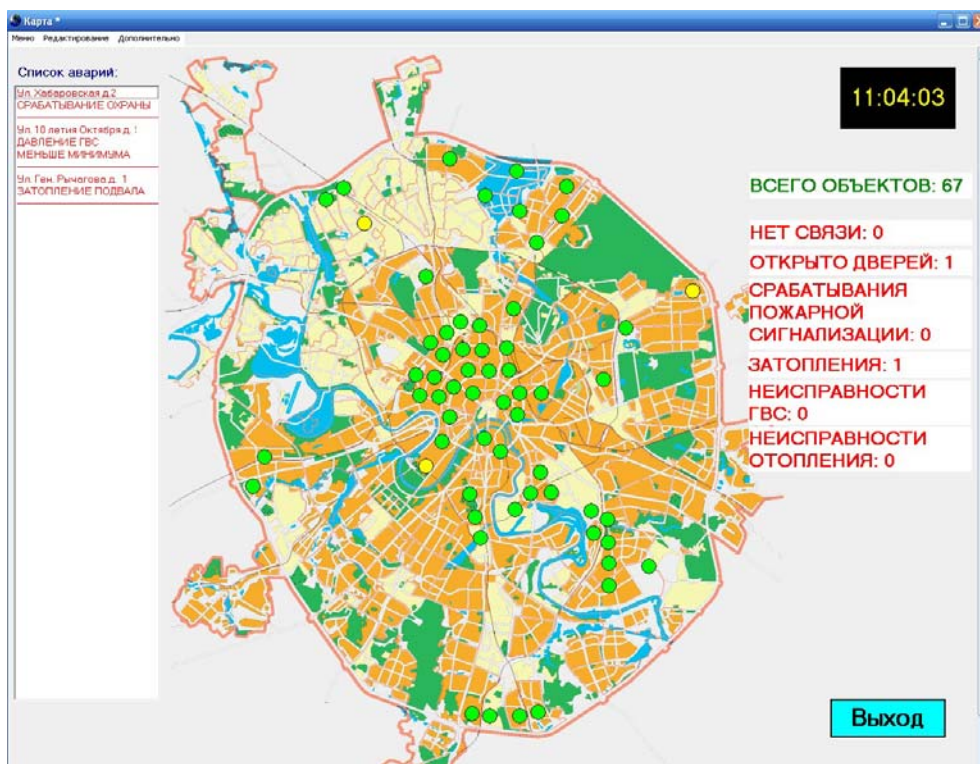 Карта *
Меню Редактирование Дополнительно
Список аварий:
Ул. Хабаровская д.2
СРАБАТЫВАНИЕ ОХРАНЫ
Ул. 10 летия Октября д. 1
ДАВЛЕНИЕ ГВС
МЕНЬШЕ МИНИМУМА
Ул. Ген. Рычагова д. 1
ЗАТОПЛЕНИЕ ПОДВАЛА
11:04:03
ВСЕГО ОБЪЕКТОВ: 67
НЕТ СВЯЗИ: 0
ОТКРЫТО ДВЕРЕЙ: 1
СРАБАТЫВАНИЯ
ПОЖАРНОЙ
СИГНАЛИЗАЦИИ: 0
ЗАТОПЛЕНИЯ: 1
НЕИСПРАВНОСТИ
ГВС: 0
НЕИСПРАВНОСТИ
ОТОПЛЕНИЯ: 0
Выход